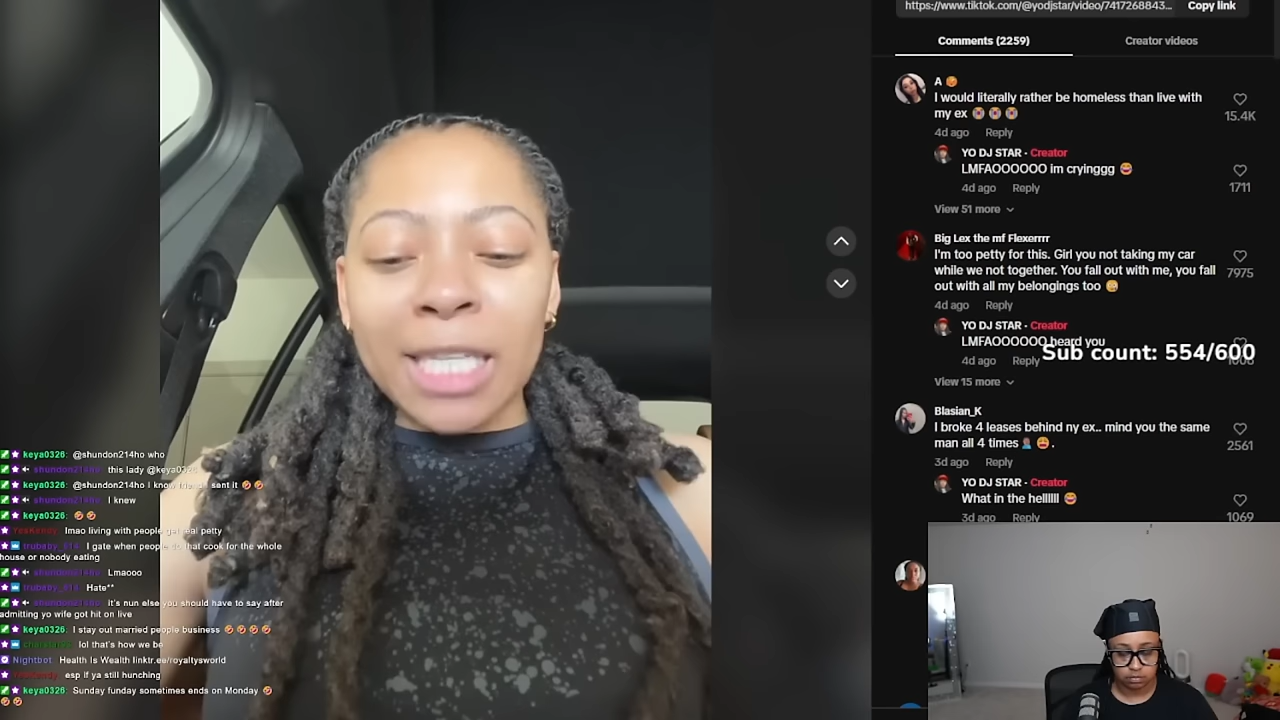 https://www.tiktok.com/@yodjstar/video/7417268843... Copy link
Comments (2259) Creator videos
A
I would literally rather be homeless than live with
my ex 😭 😭 😭
15.4K
4d ago Reply
YO DJ STAR · Creator
LMFAOOOOOO im cryinggg 😂
1711
4d ago Reply
View 51 more
Big Lex the mf Flexerrrr
I'm too petty for this. Girl you not taking my car
while we not together. You fall out with me, you fall
out with all my belongings too
7975
4d ago Reply
YO DJ STAR · Creator
LMFAOOOOOO heard you
Sub count: 554/600
4d ago Reply
View 15 more
Blasian_K
I broke 4 leases behind ny ex.. mind you the same
man all 4 times 🤦🏾‍♀️ 😩 .
2561
3d ago Reply
YO DJ STAR · Creator
What in the hellllll 😂
3d ago Reply
1069
keya0326: @shundon214ho who
shundon214ho this lady @keya0326
keya0326: @shundon214ho I know friend sent it 🤣 🤣
shundon214ho I knew
keya0326: 🤣 🤣
lmao living with people get real petty
I gate when people do that cook for the whole
house or nobody eating
shundon214ho Lmaooo
Hate**
shundon214ho it's nun else you should have to say after
admitting yo wife got hit on live
keya0326: I stay out married people business 🤣 🤣 🤣 🤣
lol that's how we be
Nightbot Health Is Wealth linktr.ee/royaltysworld
esp if ya still hunching
keya0326: Sunday funday sometimes ends on Monday 🤣
🤣 🤣